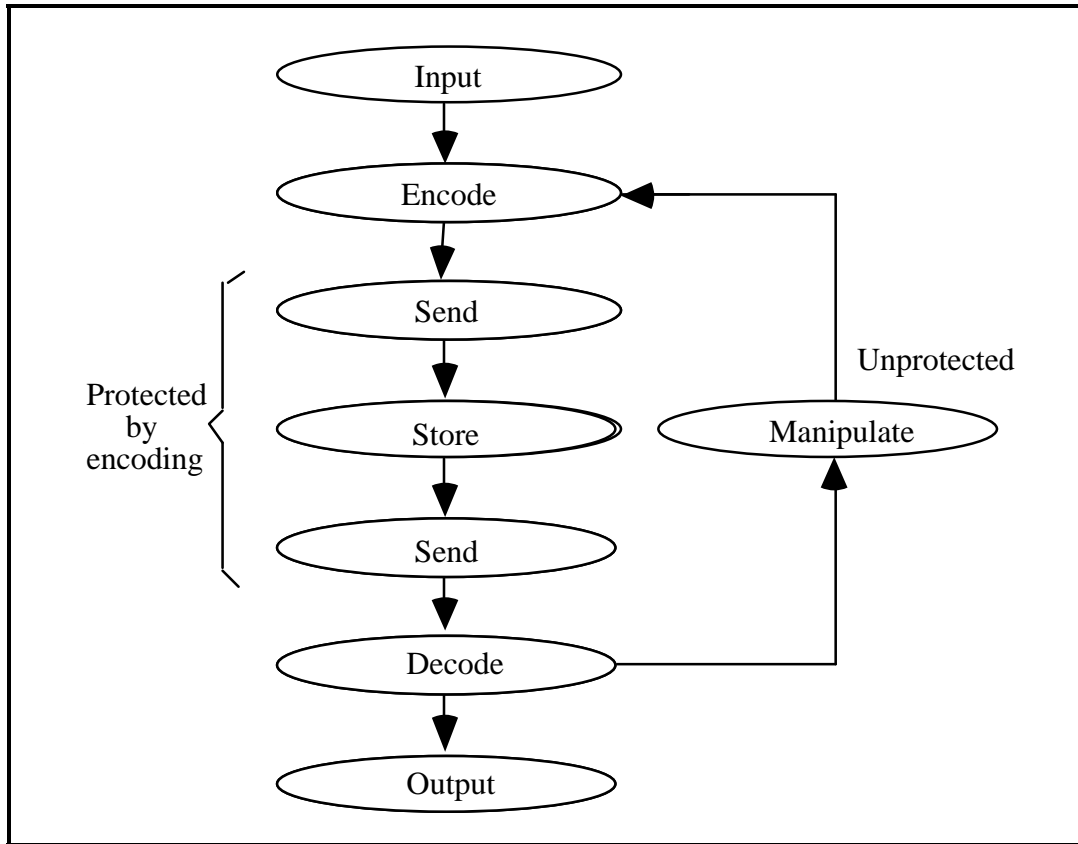 Input
Encode
Send
Unprotected
Protected
by
encoding
Store
Manipulate
Send
Decode
Output